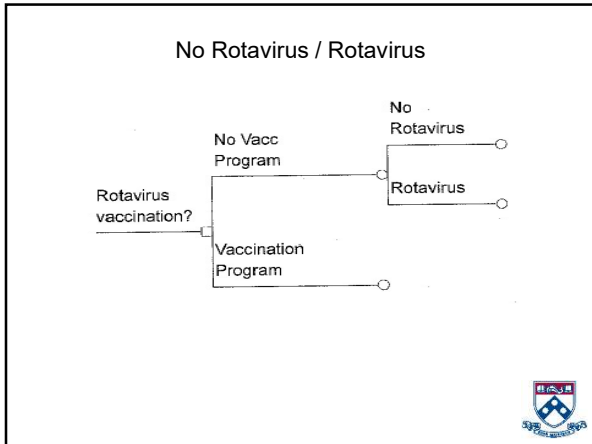 No Rotavirus / Rotavirus
No
Rotavirus
No Vacc
Program
Rotavirus
Rotavirus
vaccination?
Vaccination
Program